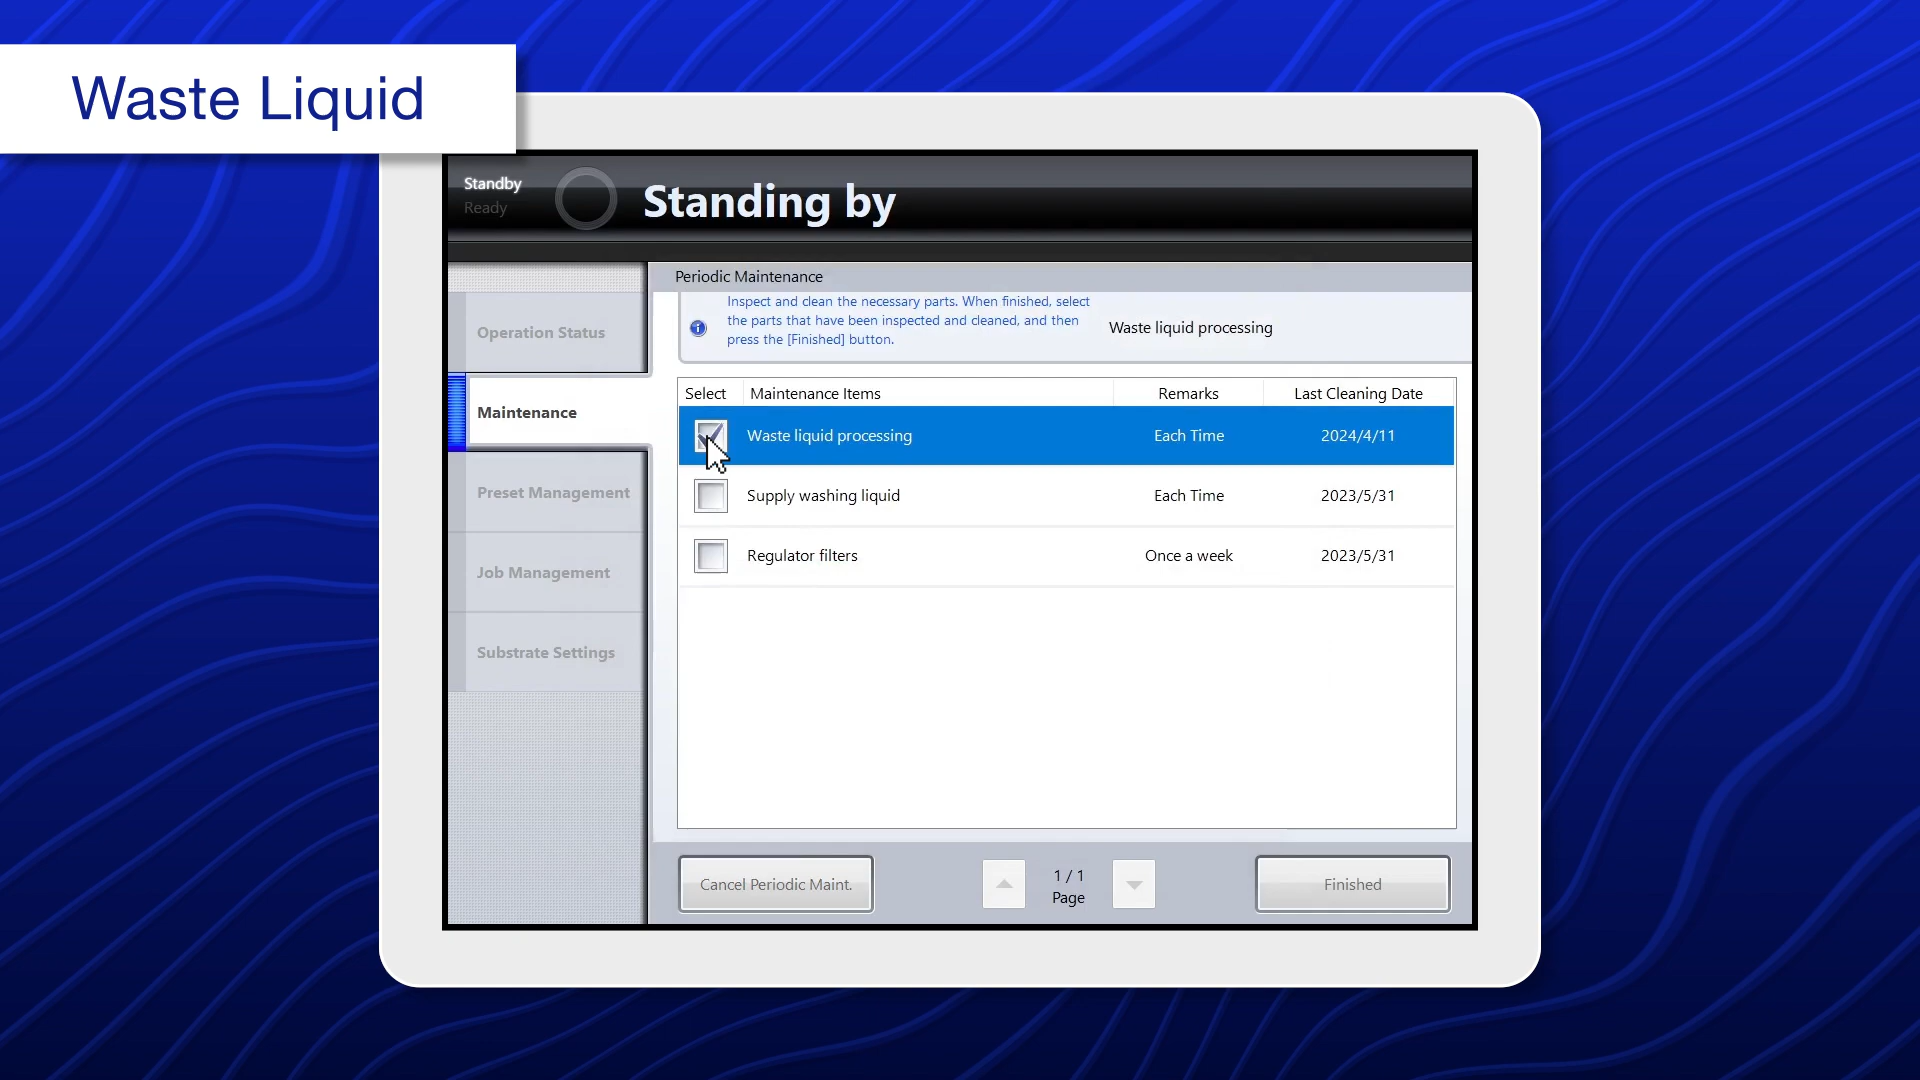 Waste Liquid
Standby
Ready
Standing by
Operation Status
Maintenance
Preset Management
Job Management
Substrate Settings
Periodic Maintenance
Inspect and clean the necessary parts. When finished, select
the parts that have been inspected and cleaned, and then
press the [Finished] button.
Waste liquid processing
Select Maintenance Items Remarks Last Cleaning Date
Waste liquid processing Each Time 2024/4/11
Supply washing liquid Each Time 2023/5/31
Regulator filters Once a week 2023/5/31
Cancel Periodic Maint.
1 / 1
Page
Finished